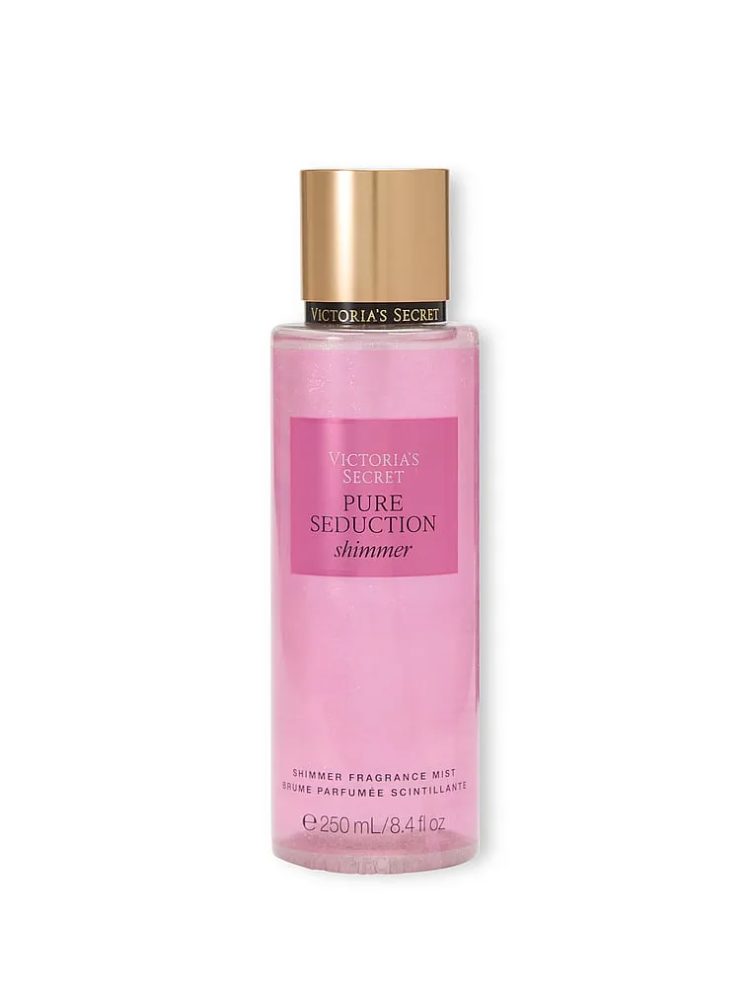 VICTORIA'S SECRET
VICTORIA'S
SECRET
PURE
SEDUCTION
shimmer
SHIMMER FRAGRANCE MIST
BRUME PARFUMÉE SCINTILLANTE
℮ 250 mL/8.4 fl oz